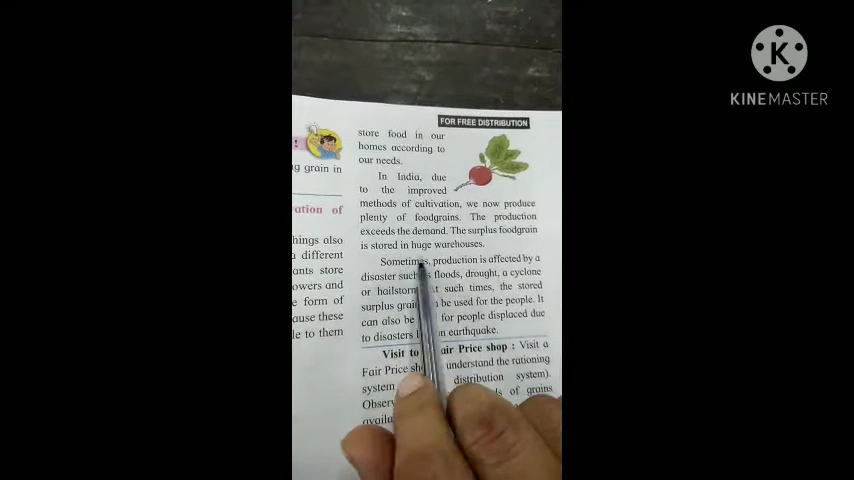 KINEMASTER
FOR FREE DISTRIBUTION
!
g grain in
ation of
hings also
different
ants store
owers and
e form of
ause these
le to them
store food in our
homes according to
our needs.
In India, due
to the improved
methods of cultivation, we now produce
plenty of foodgrains. The production
exceeds the demand. The surplus foodgrain
is stored in huge warehouses.
Sometimes, production is affected by a
disaster such s floods, drought, a cyclone
or hailstorm t such times, the stored
surplus grain be used for the people. It
can also be for people displaced due
to disasters l n earthquake.
Visit to air Price shop : Visit a
Fair Price sh understand the rationing
system distribution system).
Observ ls of grains
availa